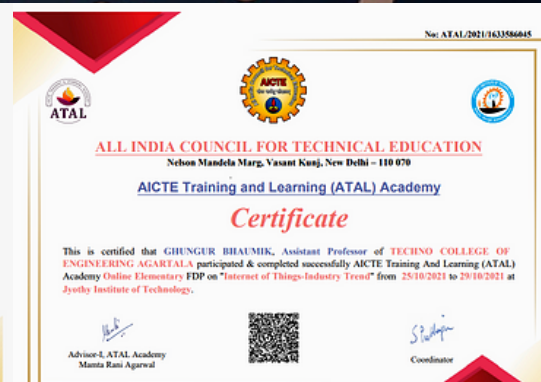 No: ATAL/2021/1633586045
ATAL
AICTE
ALL INDIA COUNCIL FOR TECHNICAL EDUCATION
Nelson Mandela Marg, Vasant Kunj, New Delhi – 110 070
AICTE Training and Learning (ATAL) Academy
Certificate
This is certified that GHUNGUR BHAUMIK, Assistant Professor of TECHNO COLLEGE OF
ENGINEERING AGARTALA participated & completed successfully AICTE Training And Learning (ATAL)
Academy Online Elementary FDP on "Internet of Things-Industry Trend" from 25/10/2021 to 29/10/2021 at
Jyothy Institute of Technology.
Advisor-I, ATAL Academy
Mamta Rani Agarwal
Coordinator